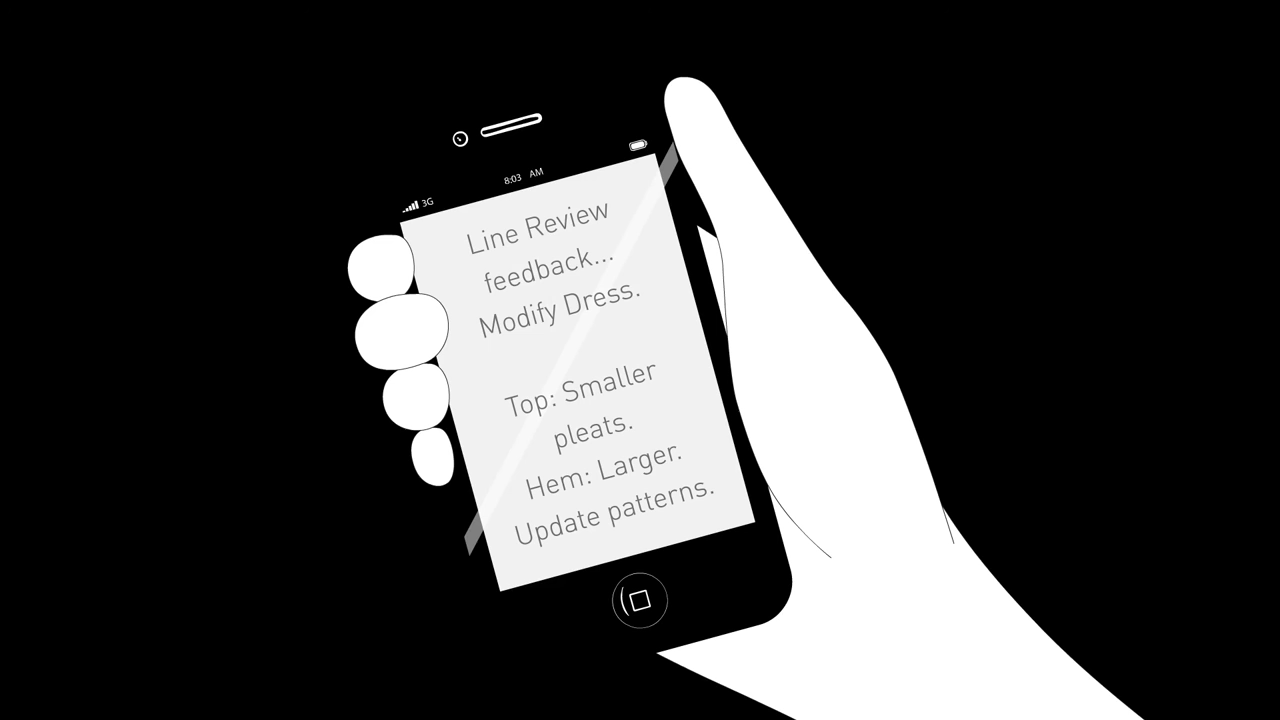 3G 8:03 AM
Line Review
feedback...
Modify Dress.
Top: Smaller
pleats.
Hem: Larger.
Update patterns.